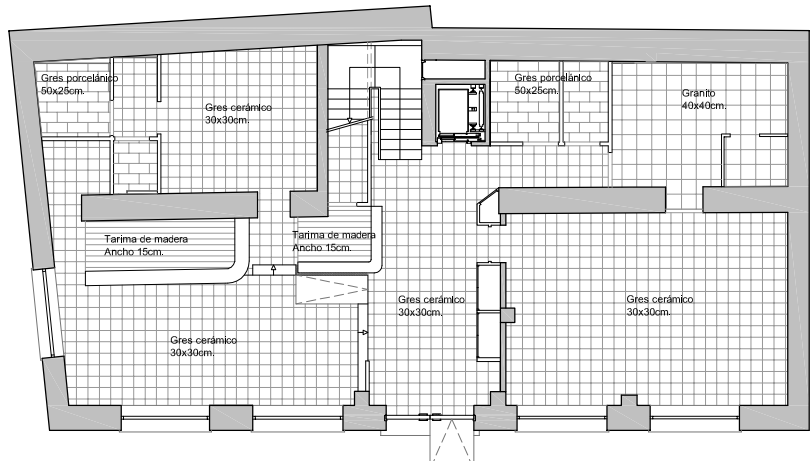 Gres porcelánico
50x25cm.
Gres cerámico
30x30cm.
Gres porcelánico
50x25cm.
Granito
40x40cm.
Tarima de madera
Ancho 15cm.
Tarima de madera
Ancho 15cm.
Gres cerámico
30x30cm.
Gres cerámico
30x30cm.
Gres cerámico
30x30cm.